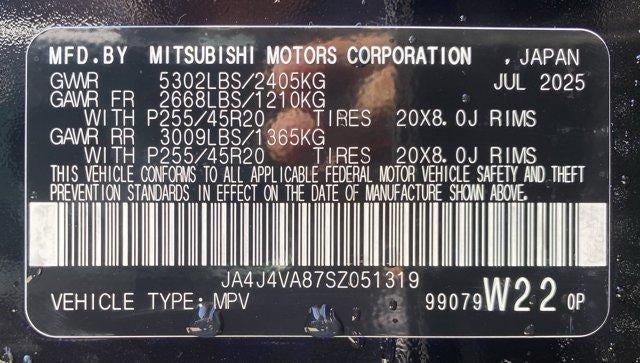 MFD.BY MITSUBISHI MOTORS CORPORATION , JAPAN
GWWR 5302LBS/2405KG JUL 2025
GAWR FR 2668LBS/1210KG
WITH P255/45R20 TIRES 20X8.0J RIMS
GAWR RR 3009LBS/1365KG
WITH P255/45R20 TIRES 20X8.0J RIMS
THIS VEHICLE CONFORMS TO ALL APPLICABLE FEDERAL MOTOR VEHICLE SAFETY AND THEFT
PREVENTION STANDARDS IN EFFECT ON THE DATE OF MANUFACTURE SHOWN ABOVE.
JA4J4VA87SZ051319
VEHICLE TYPE: MPV 99079 W22 0P